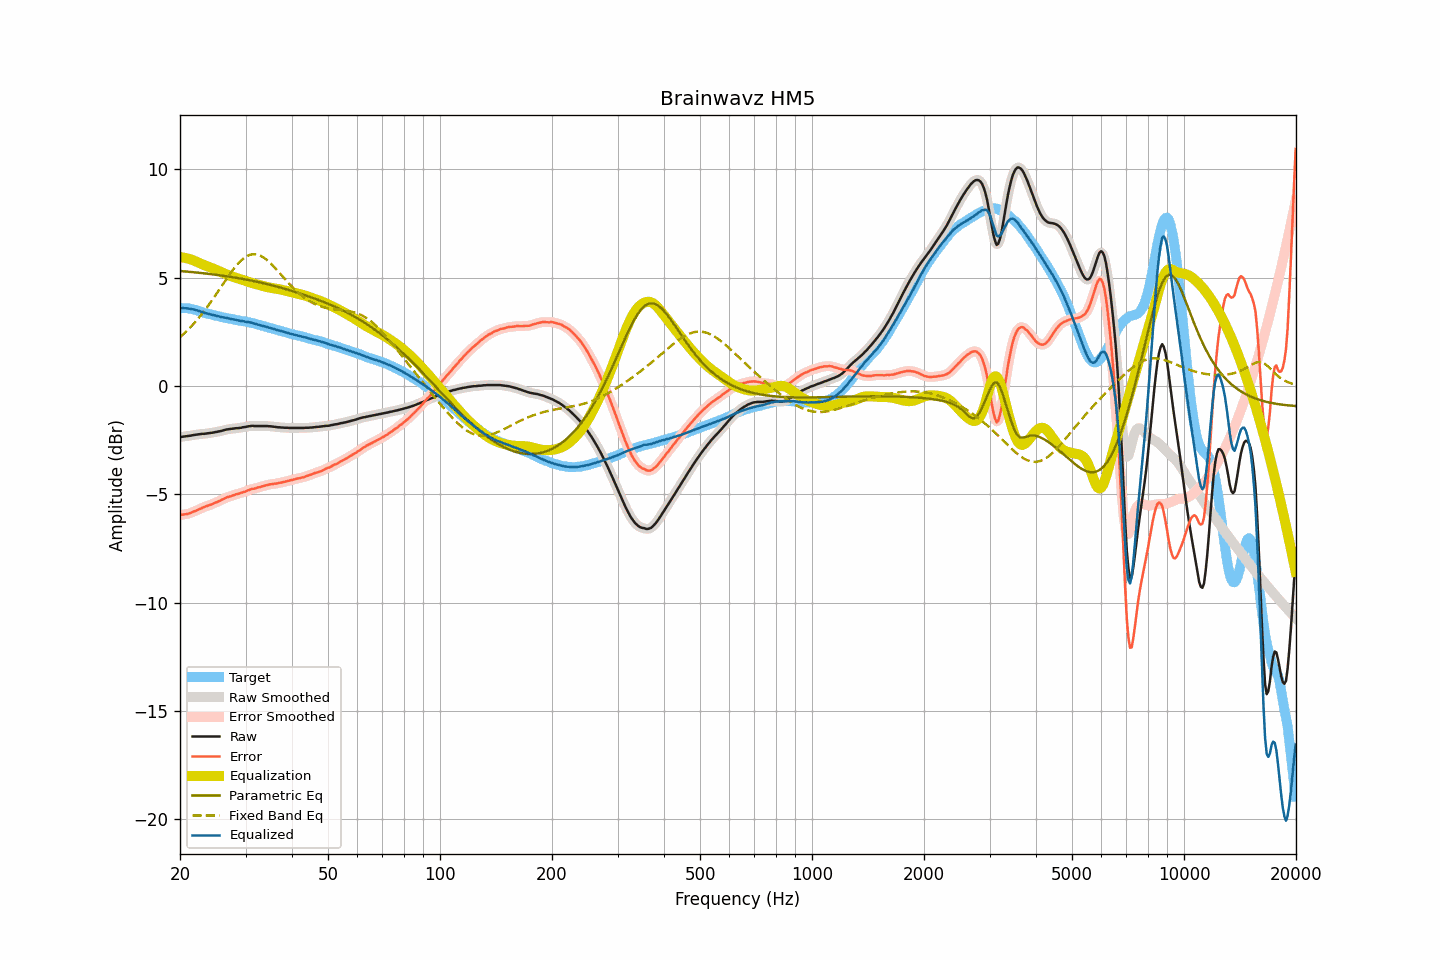 Brainwavz HM5
Amplitude (dBr)
10
5
0
−5
−10
−15
−20
Target
Raw Smoothed
Error Smoothed
Raw
Error
Equalization
Parametric Eq
Fixed Band Eq
Equalized
20 50 100 200 500 1000 2000 5000 10000 20000
Frequency (Hz)